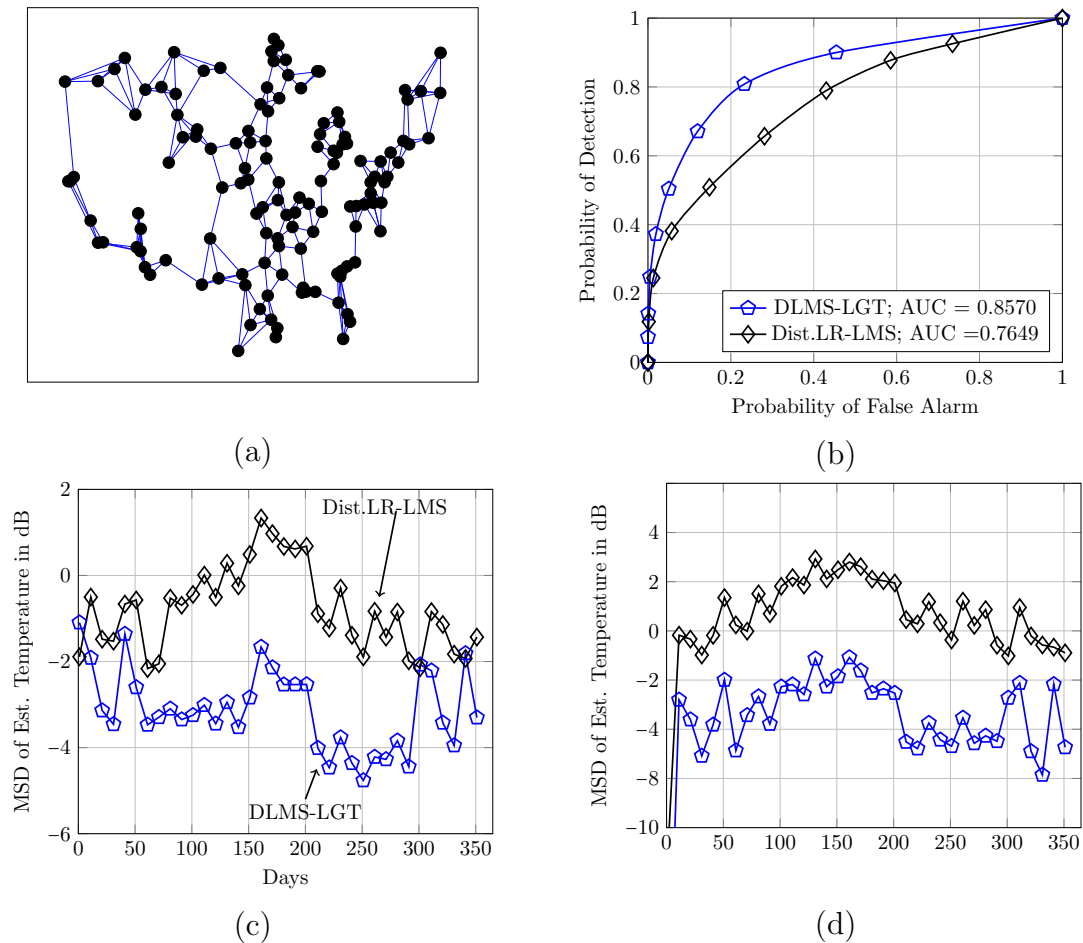 1
0.8
0.6
0.4
0.2
0
Probability of Detection
DLMS-LGT; AUC = 0.8570
Dist.LR-LMS; AUC =0.7649
0 0.2 0.4 0.6 0.8 1
Probability of False Alarm
(a)
(b)
2
0
−2
−4
−6
MSD of Est. Temperature in dB
Dist.LR-LMS
DLMS-LGT
0 50 100 150 200 250 300 350
Days
(c)
4
2
0
−2
−4
−6
−8
−10
MSD of Est. Temperature in dB
0 50 100 150 200 250 300 350
(d)